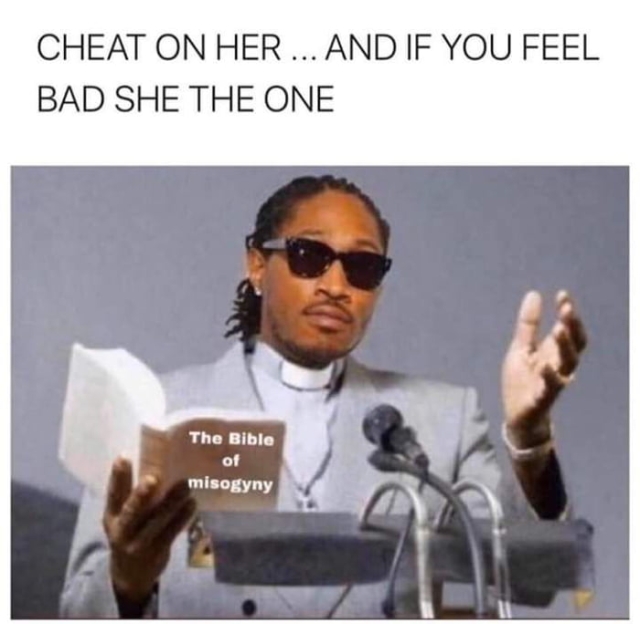 CHEAT ON HER ... AND IF YOU FEEL
BAD SHE THE ONE
The Bible
of
misogyny